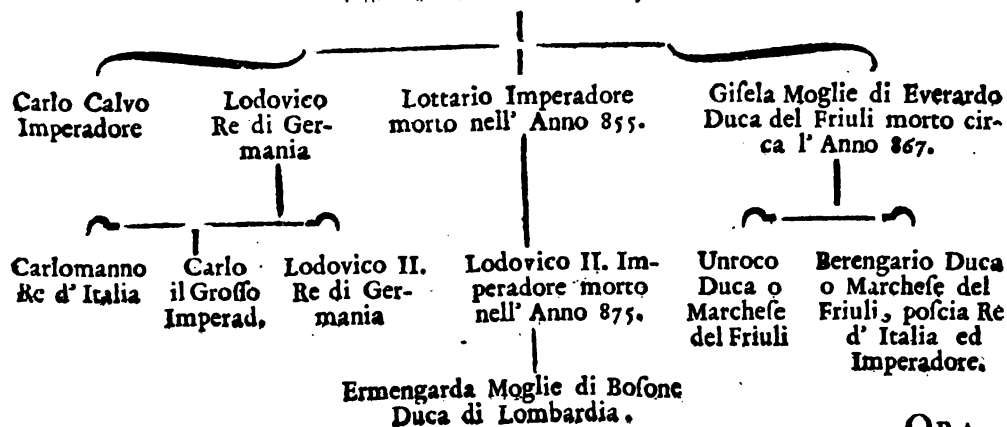 Carlo Calvo
Imperadore
Lodovico
Re di Ger-
mania
Lottario Imperadore
morto nell' Anno 855.
Giſela Moglie di Everardo
Duca del Friuli morto cir-
ca l' Anno 867.
Carlomanno
Re d' Italia
Carlo
il Groſſo
Imperad.
Lodovico II.
Re di Ger-
mania
Lodovico II. Im-
peradore morto
nell' Anno 875.
Unroco
Duca o
Marcheſe
del Friuli
Berengario Duca
o Marcheſe del
Friuli, poſcia Re
d' Italia ed
Imperadore.
Ermengarda Moglie di Boſone
Duca di Lombardia.